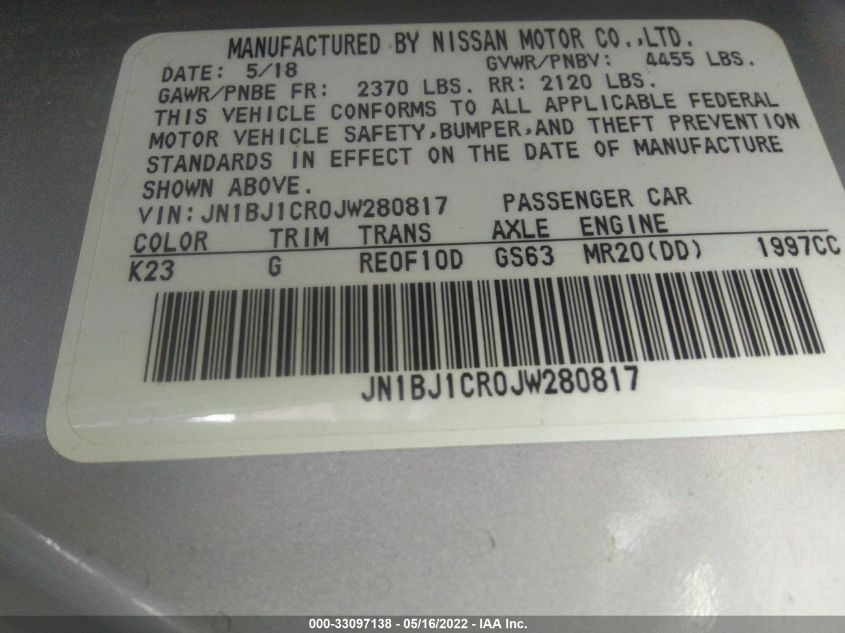 MANUFACTURED BY NISSAN MOTOR CO.,LTD.
DATE: 5/18 GVWR/PNBV: 4455 LBS.
GAWR/PNBE FR: 2370 LBS. RR: 2120 LBS.
THIS VEHICLE CONFORMS TO ALL APPLICABLE FEDERAL
MOTOR VEHICLE SAFETY,BUMPER,AND THEFT PREVENTION
STANDARDS IN EFFECT ON THE DATE OF MANUFACTURE
SHOWN ABOVE.
VIN:JN1BJ1CR0JW280817 PASSENGER CAR
COLOR TRIM TRANS AXLE ENGINE
K23 G RE0F10D GS63 MR20(DD) 1997CC
JN1BJ1CR0JW280817
000-33097138 - 05/16/2022 - IAA Inc.